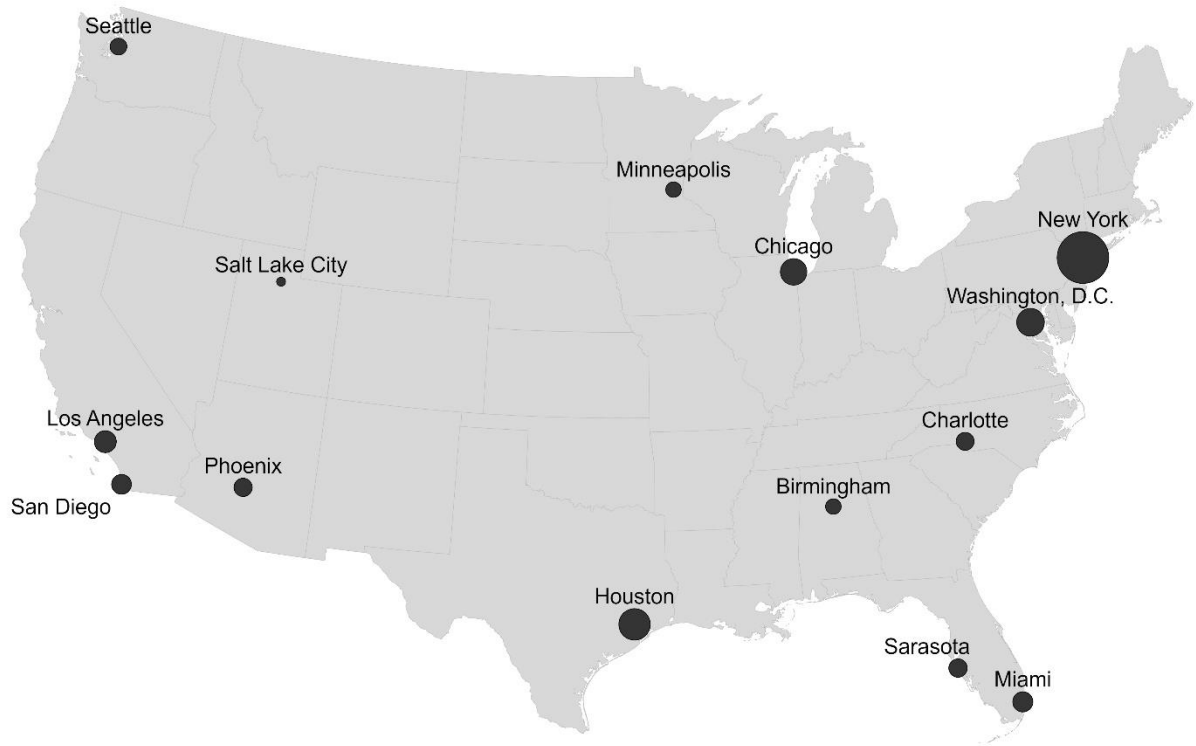 Seattle
Minneapolis
New York
Chicago
Salt Lake City
Washington, D.C.
Los Angeles
Charlotte
Phoenix
Birmingham
San Diego
Houston
Sarasota
Miami